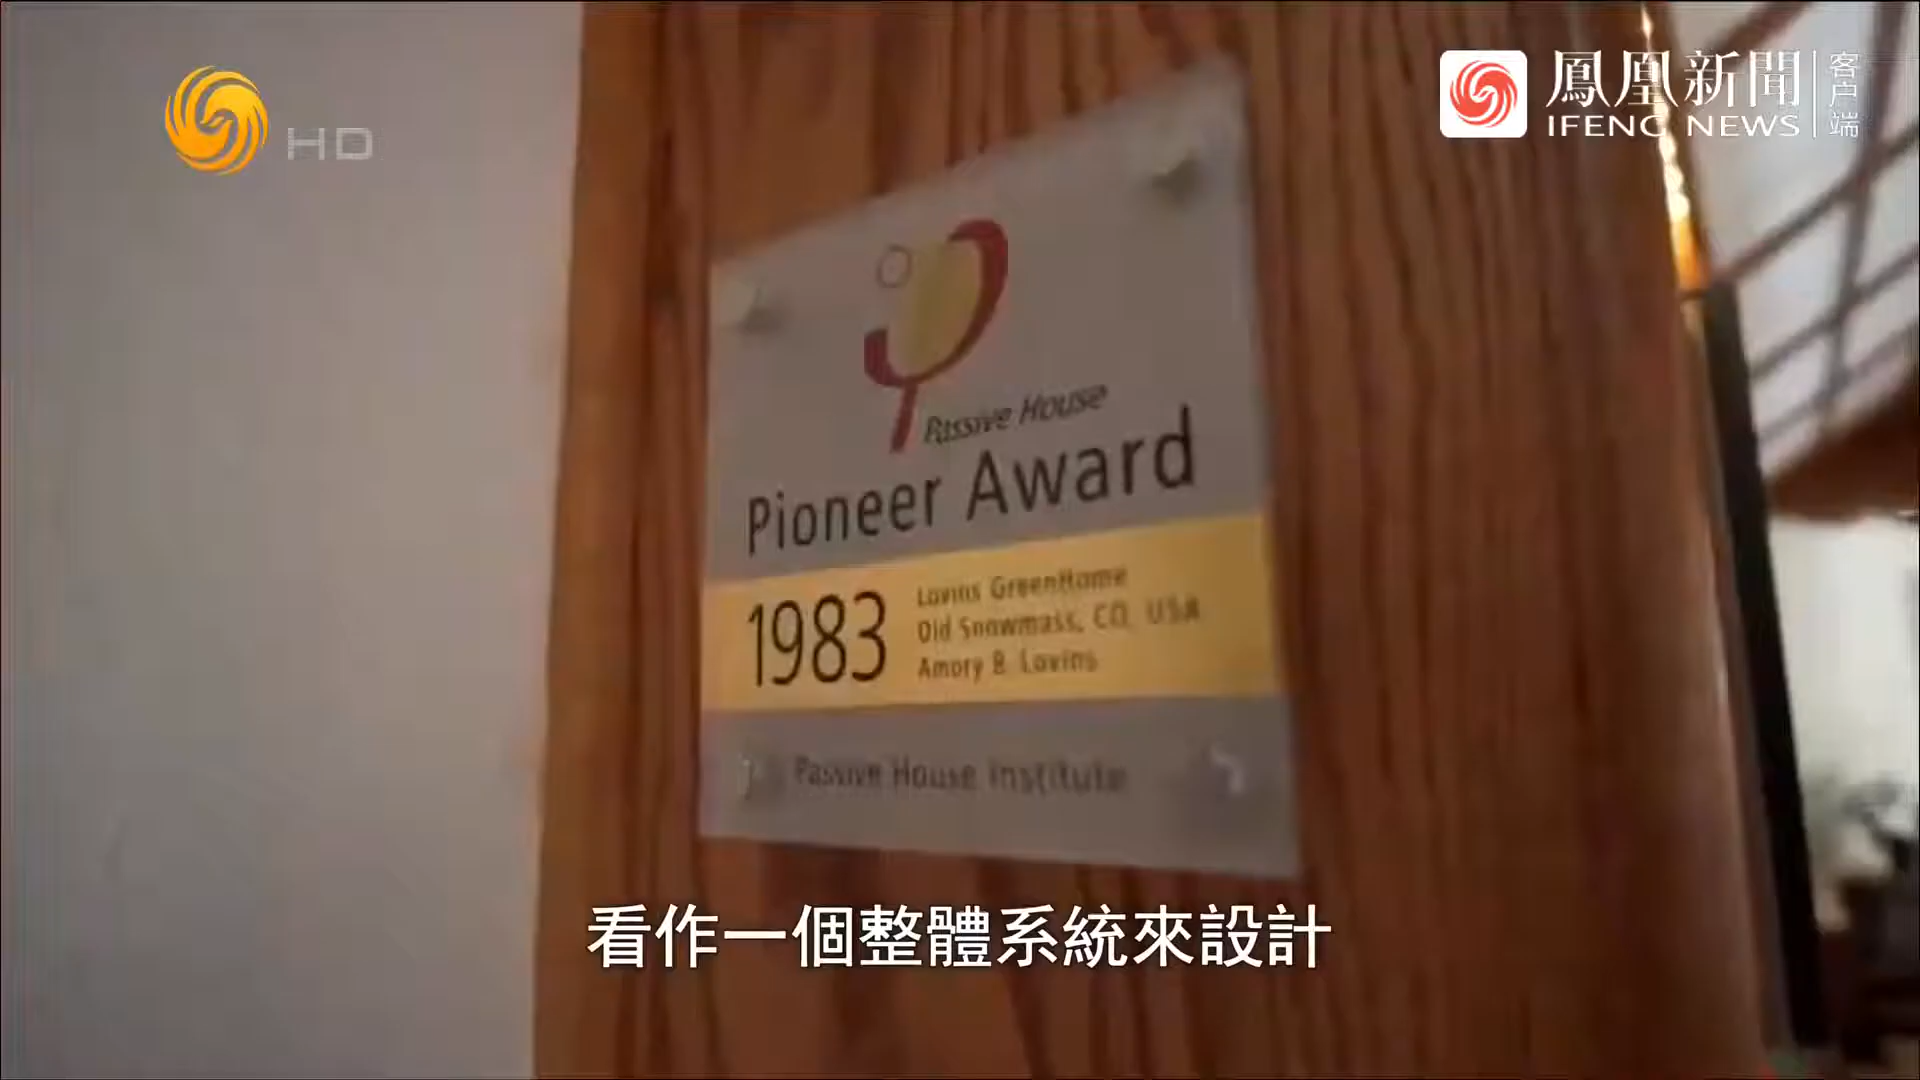 HD
鳳凰新聞
IFENG NEWS
客户端
Passive House
Pioneer Award
1983
Lovins GreenHome
Old Snowmass, CO, USA
Amory B. Lovins
Passive House Institute
看作一個整體系統來設計